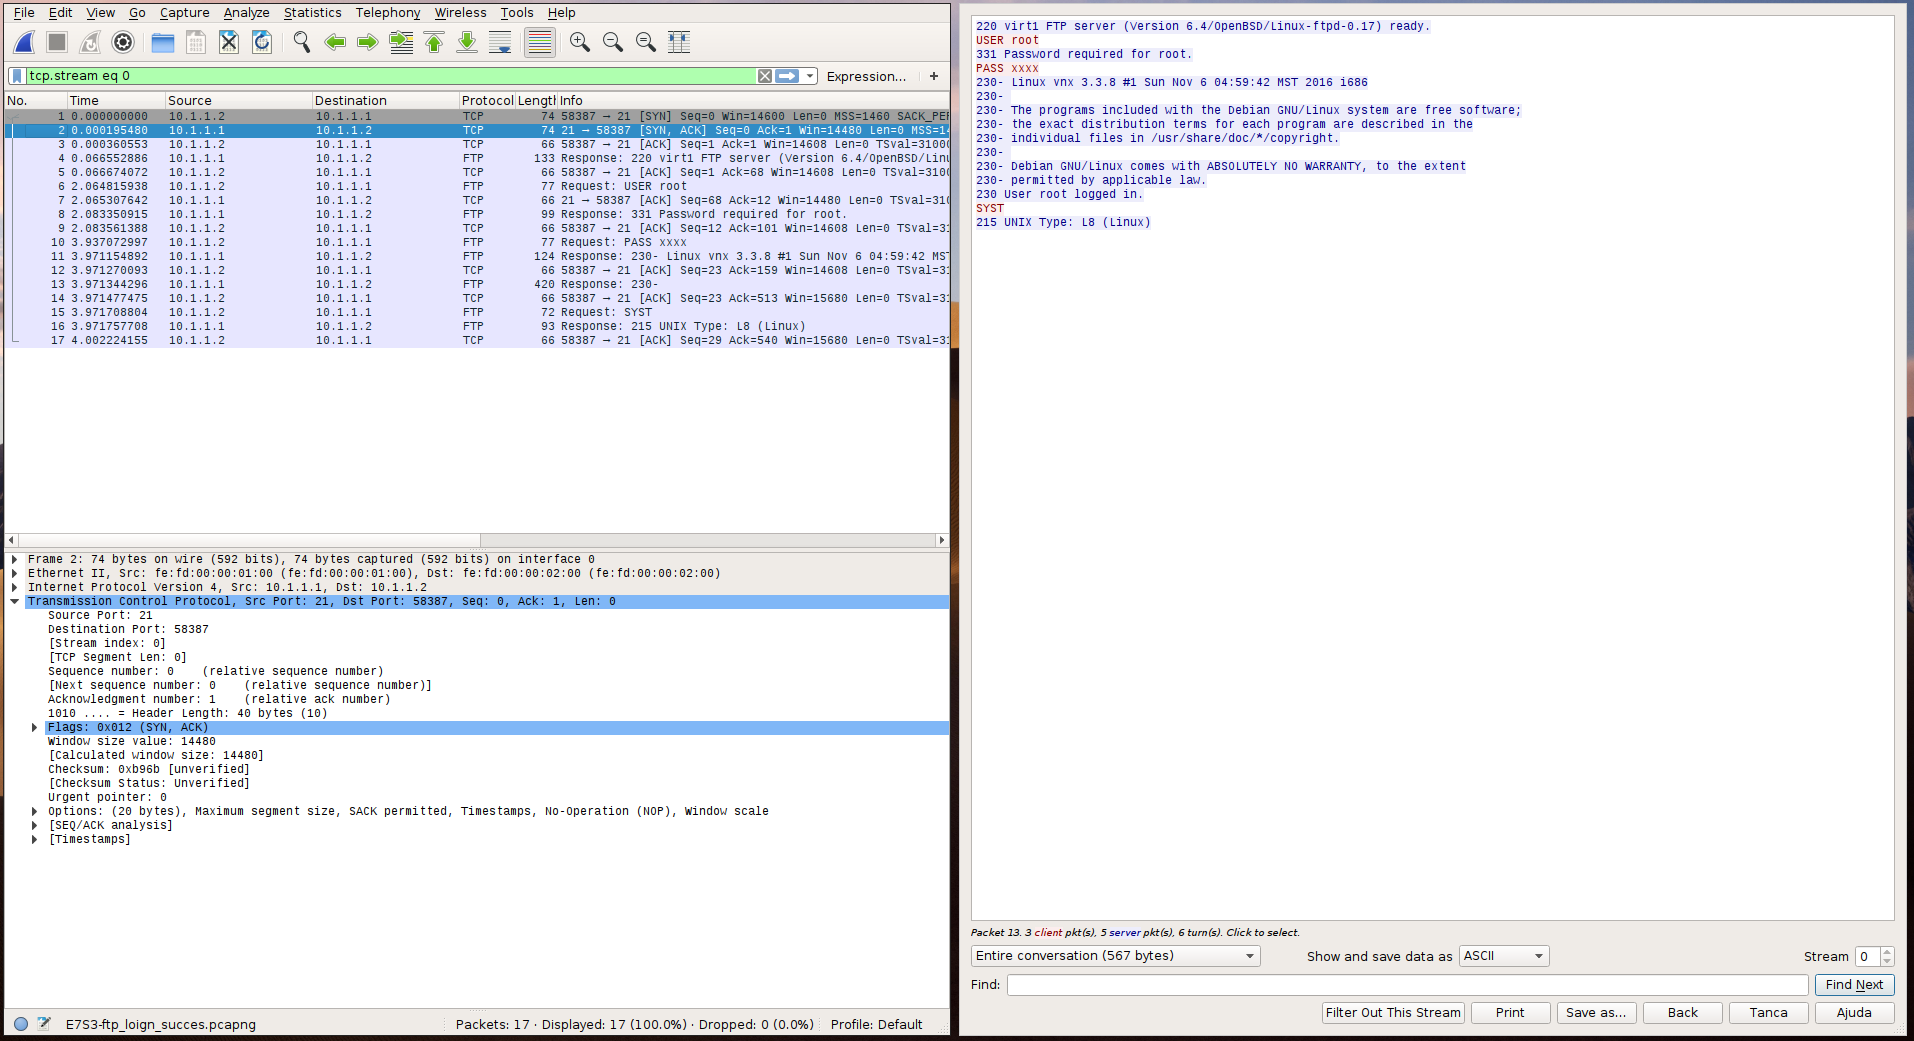 File Edit View Go Capture Analyze Statistics Telephony Wireless Tools Help
tcp.stream eq 0 Expression... +
No. Time Source Destination Protocol Length Info
1 0.000000000 10.1.1.2 10.1.1.1 TCP 74 58387 → 21 [SYN] Seq=0 Win=14600 Len=0 MSS=1460 SACK_PER
2 0.000195480 10.1.1.1 10.1.1.2 TCP 74 21 → 58387 [SYN, ACK] Seq=0 Ack=1 Win=14480 Len=0 MSS=14
3 0.000360553 10.1.1.2 10.1.1.1 TCP 66 58387 → 21 [ACK] Seq=1 Ack=1 Win=14608 Len=0 TSval=31000
4 0.066552886 10.1.1.1 10.1.1.2 FTP 133 Response: 220 virt1 FTP server (Version 6.4/OpenBSD/Linu
5 0.066674072 10.1.1.2 10.1.1.1 TCP 66 58387 → 21 [ACK] Seq=1 Ack=68 Win=14608 Len=0 TSval=3100
6 2.064815938 10.1.1.2 10.1.1.1 FTP 77 Request: USER root
7 2.065307642 10.1.1.1 10.1.1.2 TCP 66 21 → 58387 [ACK] Seq=68 Ack=12 Win=14480 Len=0 TSval=310
8 2.083350915 10.1.1.1 10.1.1.2 FTP 99 Response: 331 Password required for root.
9 2.083561388 10.1.1.2 10.1.1.1 TCP 66 58387 → 21 [ACK] Seq=12 Ack=101 Win=14608 Len=0 TSval=31
10 3.937072997 10.1.1.2 10.1.1.1 FTP 77 Request: PASS xxxx
11 3.971154892 10.1.1.1 10.1.1.2 FTP 124 Response: 230- Linux vnx 3.3.8 #1 Sun Nov 6 04:59:42 MST
12 3.971270093 10.1.1.2 10.1.1.1 TCP 66 58387 → 21 [ACK] Seq=23 Ack=159 Win=14608 Len=0 TSval=31
13 3.971344296 10.1.1.1 10.1.1.2 FTP 420 Response: 230-
14 3.971477475 10.1.1.2 10.1.1.1 TCP 66 58387 → 21 [ACK] Seq=23 Ack=513 Win=15680 Len=0 TSval=31
15 3.971708804 10.1.1.2 10.1.1.1 FTP 72 Request: SYST
16 3.971757708 10.1.1.1 10.1.1.2 FTP 93 Response: 215 UNIX Type: L8 (Linux)
17 4.002224155 10.1.1.2 10.1.1.1 TCP 66 58387 → 21 [ACK] Seq=29 Ack=540 Win=15680 Len=0 TSval=31
Frame 2: 74 bytes on wire (592 bits), 74 bytes captured (592 bits) on interface 0
Ethernet II, Src: fe:fd:00:00:01:00 (fe:fd:00:00:01:00), Dst: fe:fd:00:00:02:00 (fe:fd:00:00:02:00)
Internet Protocol Version 4, Src: 10.1.1.1, Dst: 10.1.1.2
Transmission Control Protocol, Src Port: 21, Dst Port: 58387, Seq: 0, Ack: 1, Len: 0
Source Port: 21
Destination Port: 58387
[Stream index: 0]
[TCP Segment Len: 0]
Sequence number: 0 (relative sequence number)
[Next sequence number: 0 (relative sequence number)]
Acknowledgment number: 1 (relative ack number)
1010 .... = Header Length: 40 bytes (10)
Flags: 0x012 (SYN, ACK)
Window size value: 14480
[Calculated window size: 14480]
Checksum: 0xb96b [unverified]
[Checksum Status: Unverified]
Urgent pointer: 0
Options: (20 bytes), Maximum segment size, SACK permitted, Timestamps, No-Operation (NOP), Window scale
[SEQ/ACK analysis]
[Timestamps]
E7S3-ftp_loign_succes.pcapng Packets: 17 · Displayed: 17 (100.0%) · Dropped: 0 (0.0%) Profile: Default
220 virt1 FTP server (Version 6.4/OpenBSD/Linux-ftpd-0.17) ready.
USER root
331 Password required for root.
PASS xxxx
230- Linux vnx 3.3.8 #1 Sun Nov 6 04:59:42 MST 2016 i686
230-
230- The programs included with the Debian GNU/Linux system are free software;
230- the exact distribution terms for each program are described in the
230- individual files in /usr/share/doc/*/copyright.
230-
230- Debian GNU/Linux comes with ABSOLUTELY NO WARRANTY, to the extent
230- permitted by applicable law.
230 User root logged in.
SYST
215 UNIX Type: L8 (Linux)
Packet 13. 3 client pkt(s), 5 server pkt(s), 6 turn(s). Click to select.
Entire conversation (567 bytes) Show and save data as ASCII Stream 0
Find: Find Next
Filter Out This Stream Print Save as... Back Tanca Ajuda